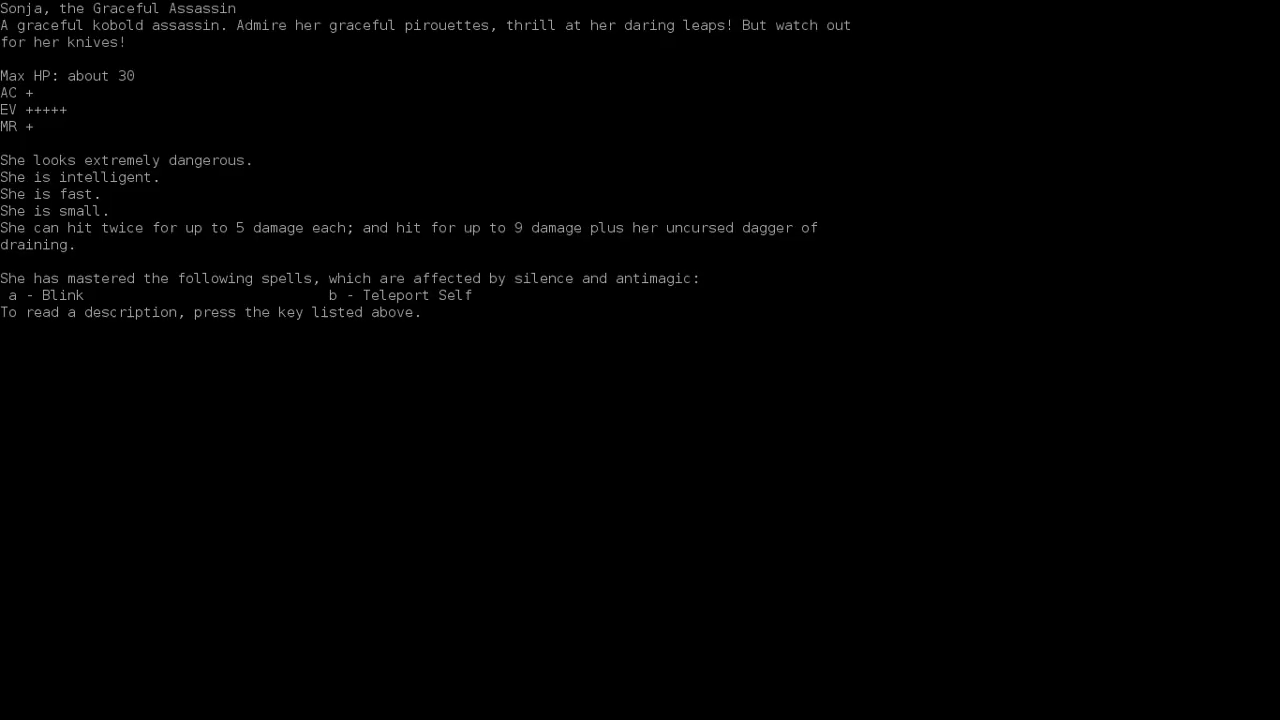 Sonja, the Graceful Assassin
A graceful kobold assassin. Admire her graceful pirouettes, thrill at her daring leaps! But watch out
for her knives!
Max HP: about 30
AC +
EV +++++
MR +
She looks extremely dangerous.
She is intelligent.
She is fast.
She is small.
She can hit twice for up to 5 damage each; and hit for up to 9 damage plus her uncursed dagger of
draining.
She has mastered the following spells, which are affected by silence and antimagic:
a - Blink b - Teleport Self
To read a description, press the key listed above.